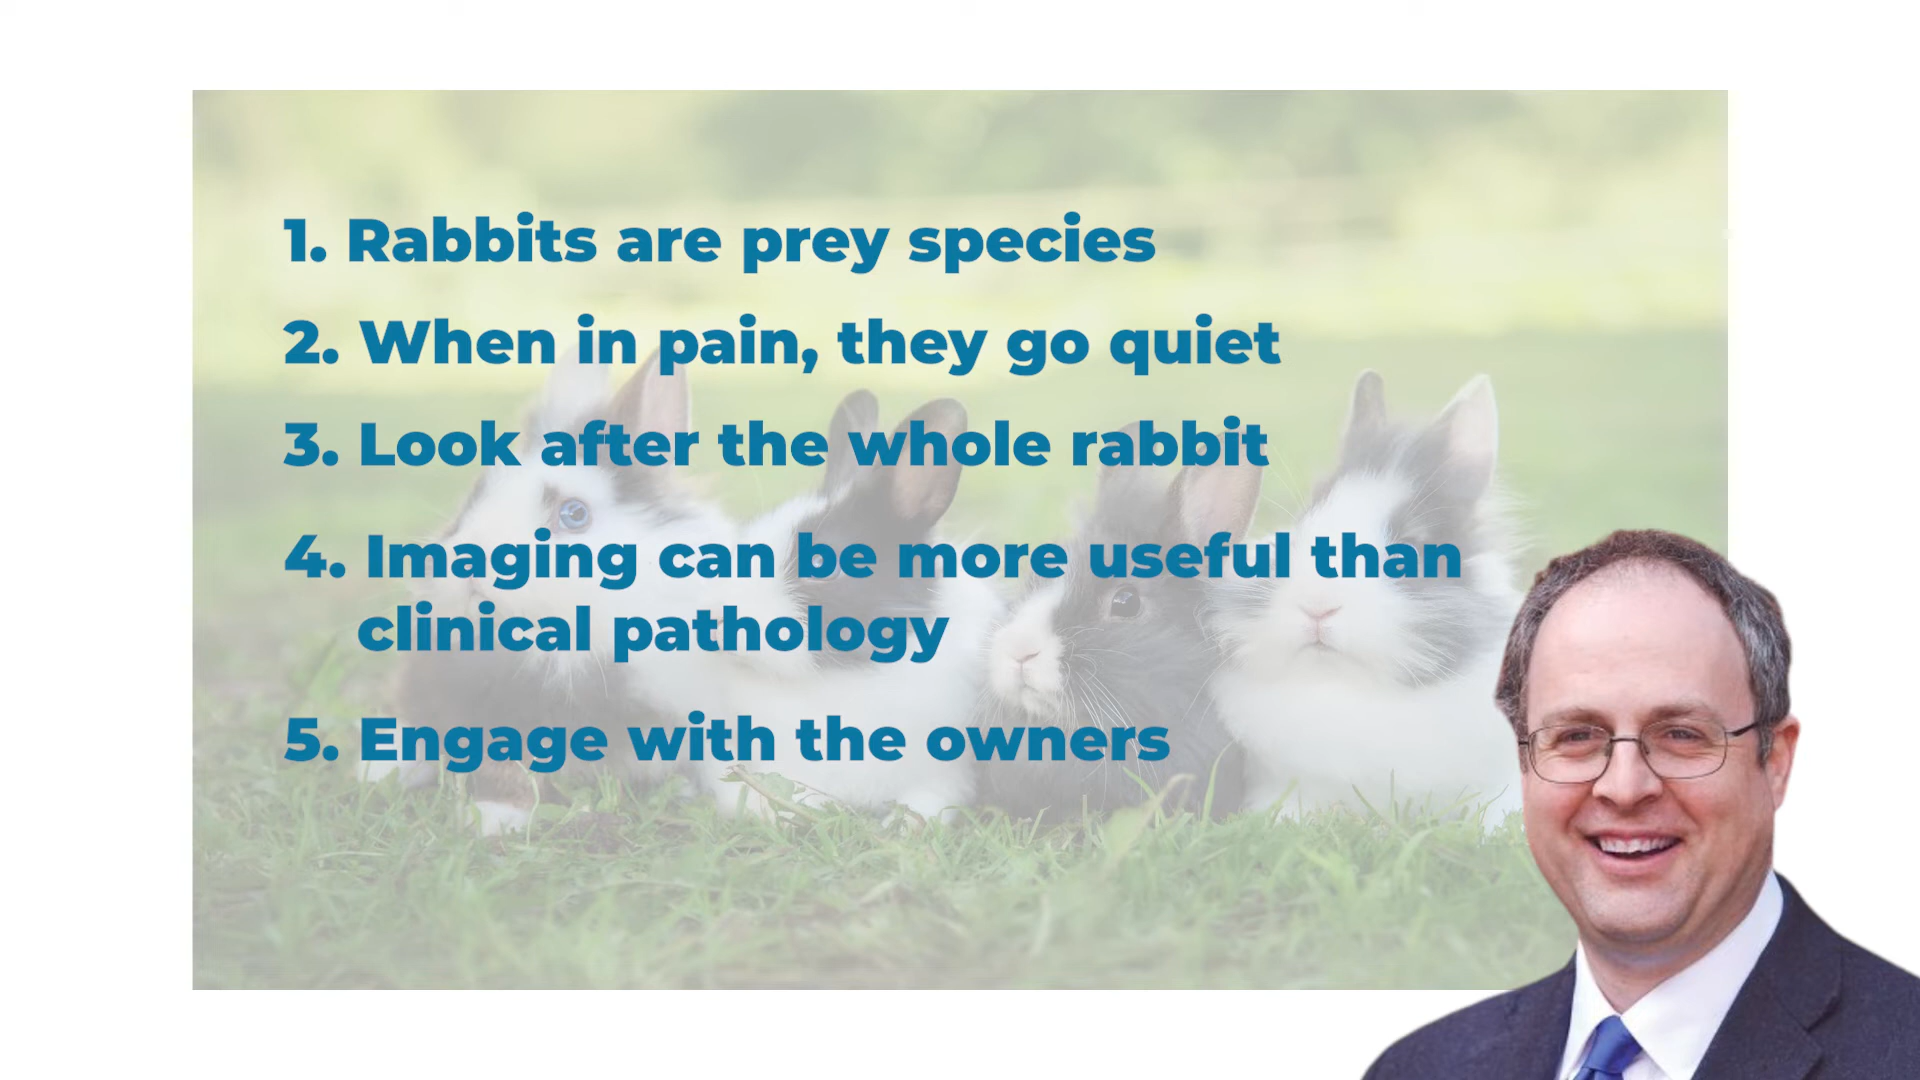 1. Rabbits are prey species
2. When in pain, they go quiet
3. Look after the whole rabbit
4. Imaging can be more useful than
clinical pathology
5. Engage with the owners